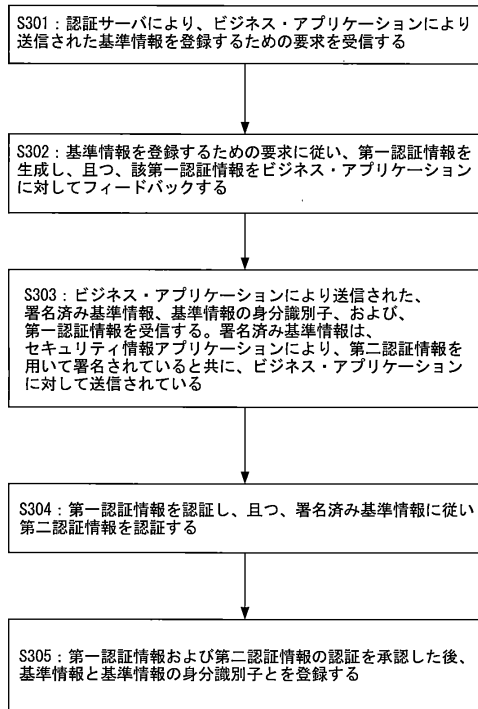 S301：認証サーバにより、ビジネス・アプリケーションにより
送信された基準情報を登録するための要求を受信する
S302：基準情報を登録するための要求に従い、第一認証情報を
生成し、且つ、該第一認証情報をビジネス・アプリケーション
に対してフィードバックする
S303：ビジネス・アプリケーションにより送信された、
署名済み基準情報、基準情報の身分識別子、および、
第一認証情報を受信する。署名済み基準情報は、
セキュリティ情報アプリケーションにより、第二認証情報を
用いて署名されていると共に、ビジネス・アプリケーション
に対して送信されている
S304：第一認証情報を認証し、且つ、署名済み基準情報に従い
第二認証情報を認証する
S305：第一認証情報および第二認証情報の認証を承認した後、
基準情報と基準情報の身分識別子とを登録する